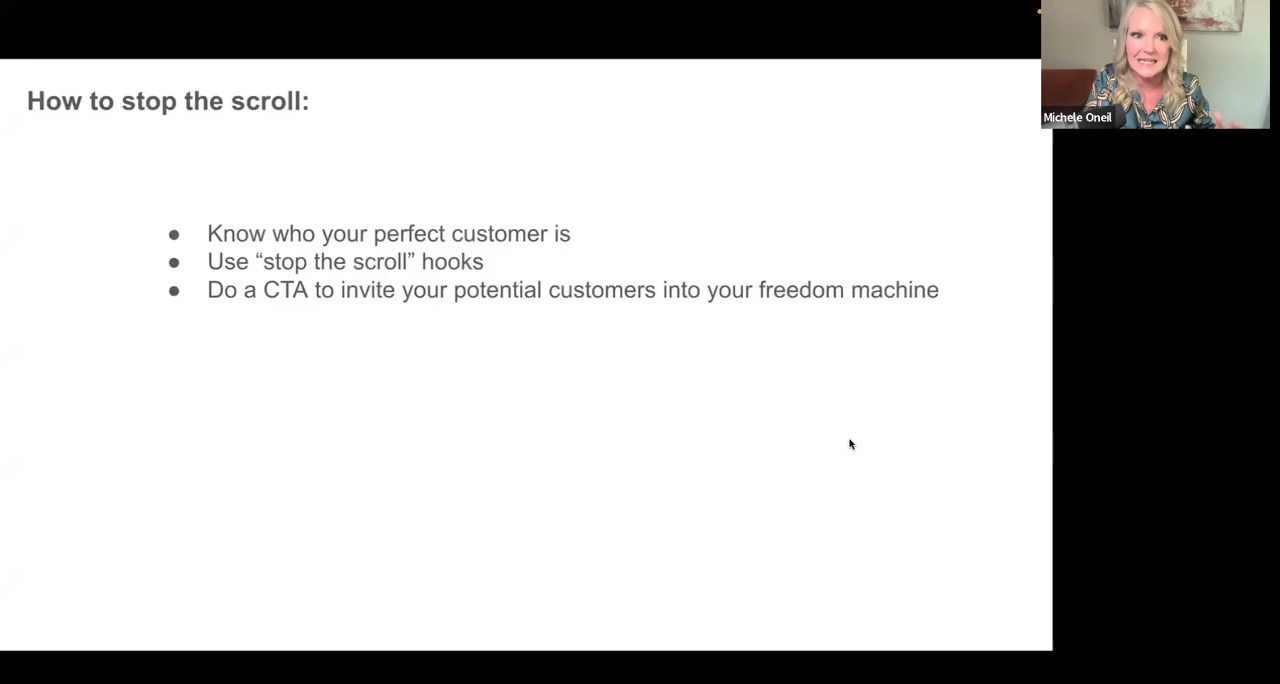 How to stop the scroll:
● Know who your perfect customer is
● Use “stop the scroll” hooks
● Do a CTA to invite your potential customers into your freedom machine
Michele Oneil